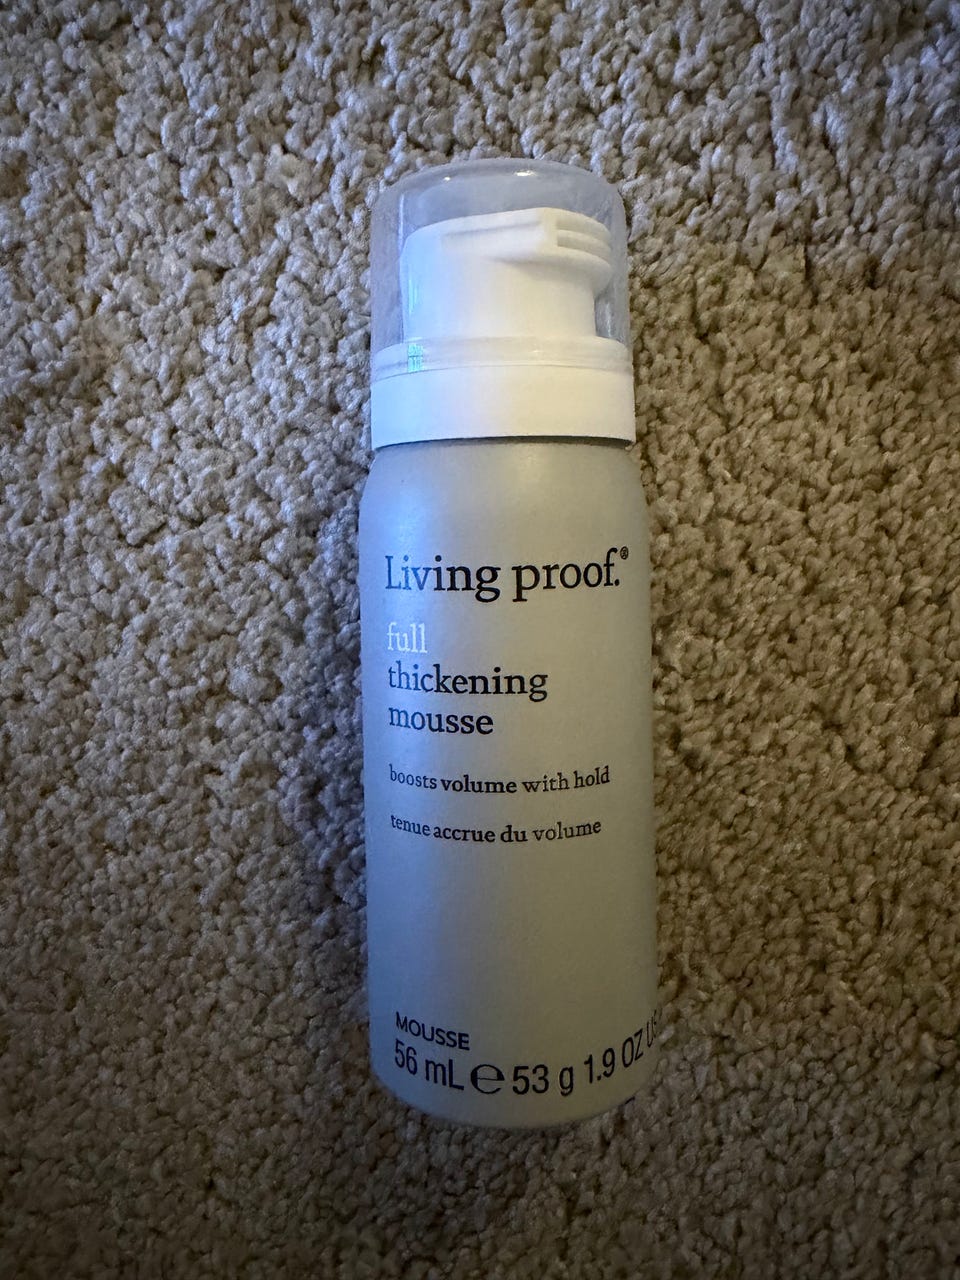 Living proof.®
full
thickening
mousse
boosts volume with hold
tenue accrue du volume
MOUSSE
56 mL ℮ 53 g 1.9 OZ US